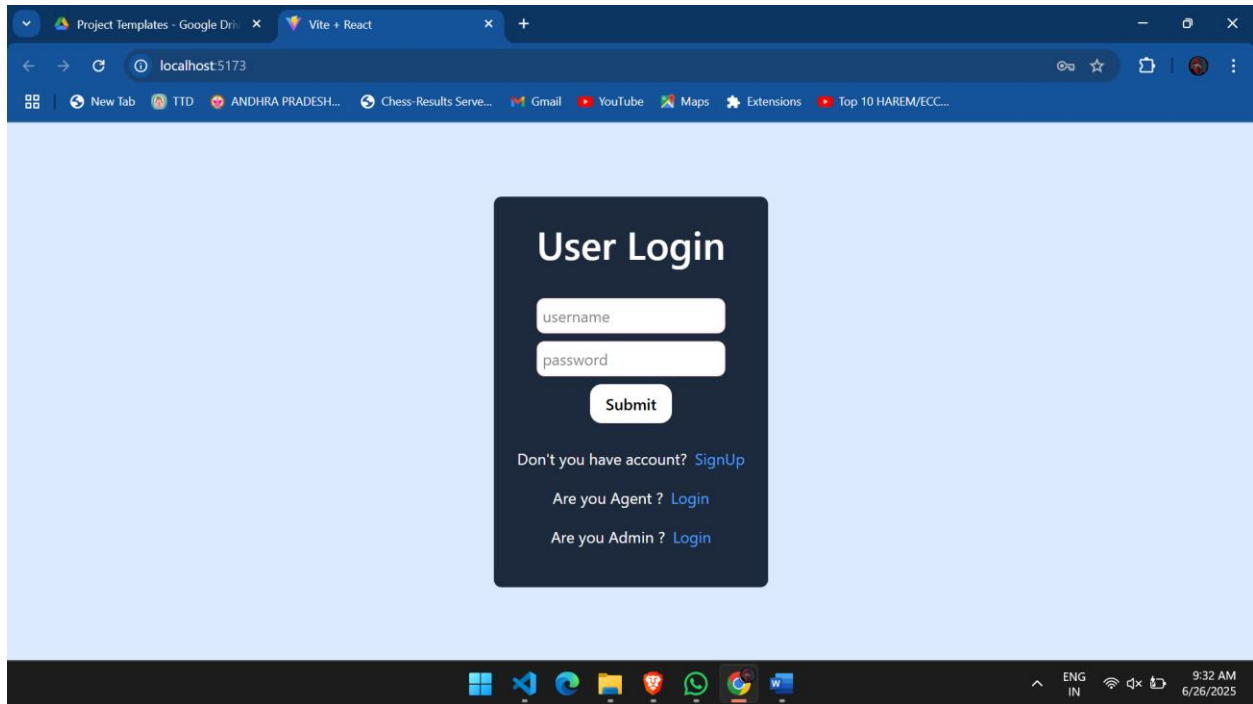 Project Templates - Google Driv
Vite + React
localhost:5173
New Tab TTD ANDHRA PRADESH... Chess-Results Serve... Gmail YouTube Maps Extensions Top 10 HAREM/ECC...
User Login
username
password
Submit
Don't you have account? SignUp
Are you Agent ? Login
Are you Admin ? Login
ENG 9:32 AM
IN 6/26/2025